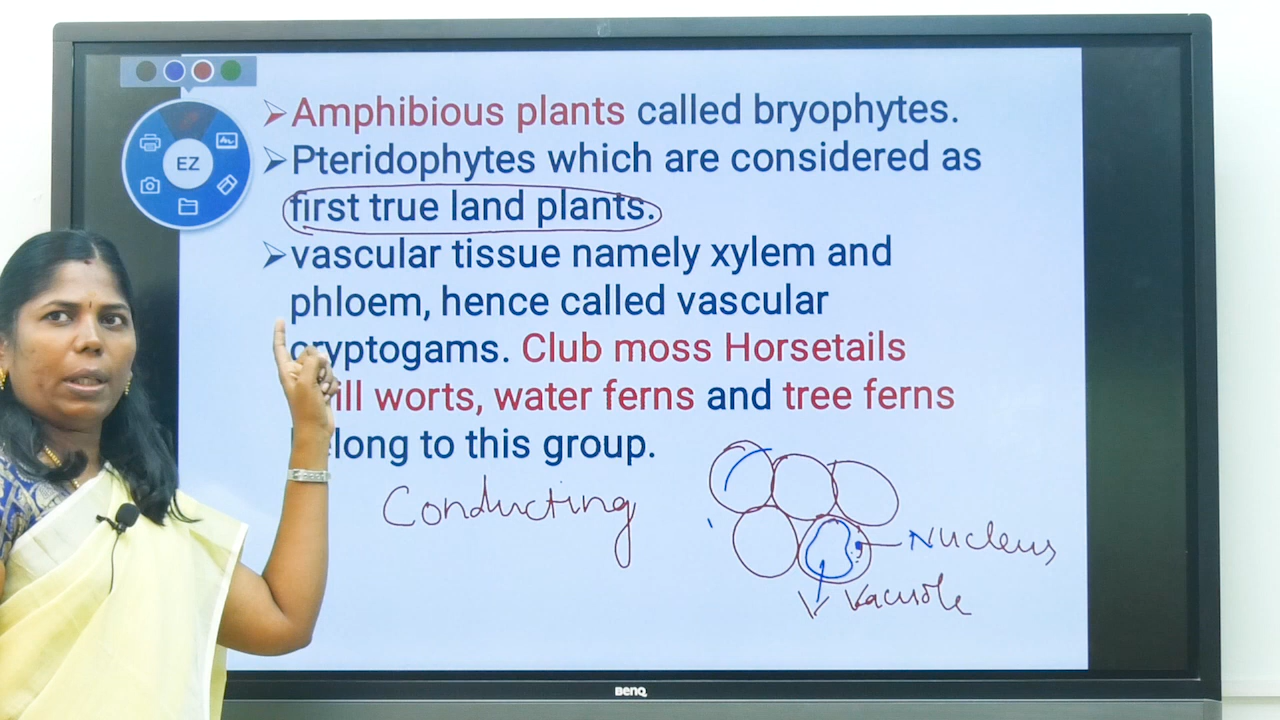 EZ
Amphibious plants called bryophytes.
Pteridophytes which are considered as
first true land plants.
vascular tissue namely xylem and
phloem, hence called vascular
cryptogams. Club moss Horsetails
ill worts, water ferns and tree ferns
elong to this group.
Conducting
Nucleus
V Vacuole
BenQ